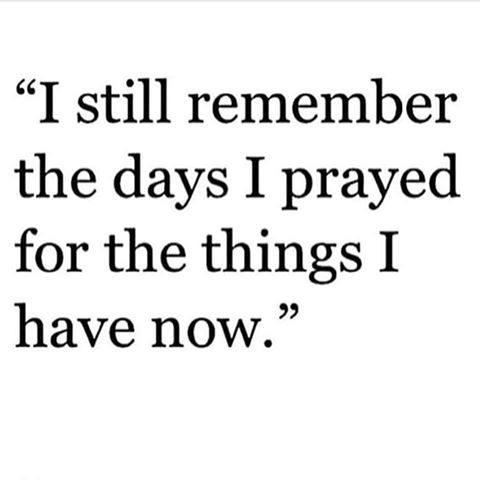 “I still remember
the days I prayed
for the things I
have now.”